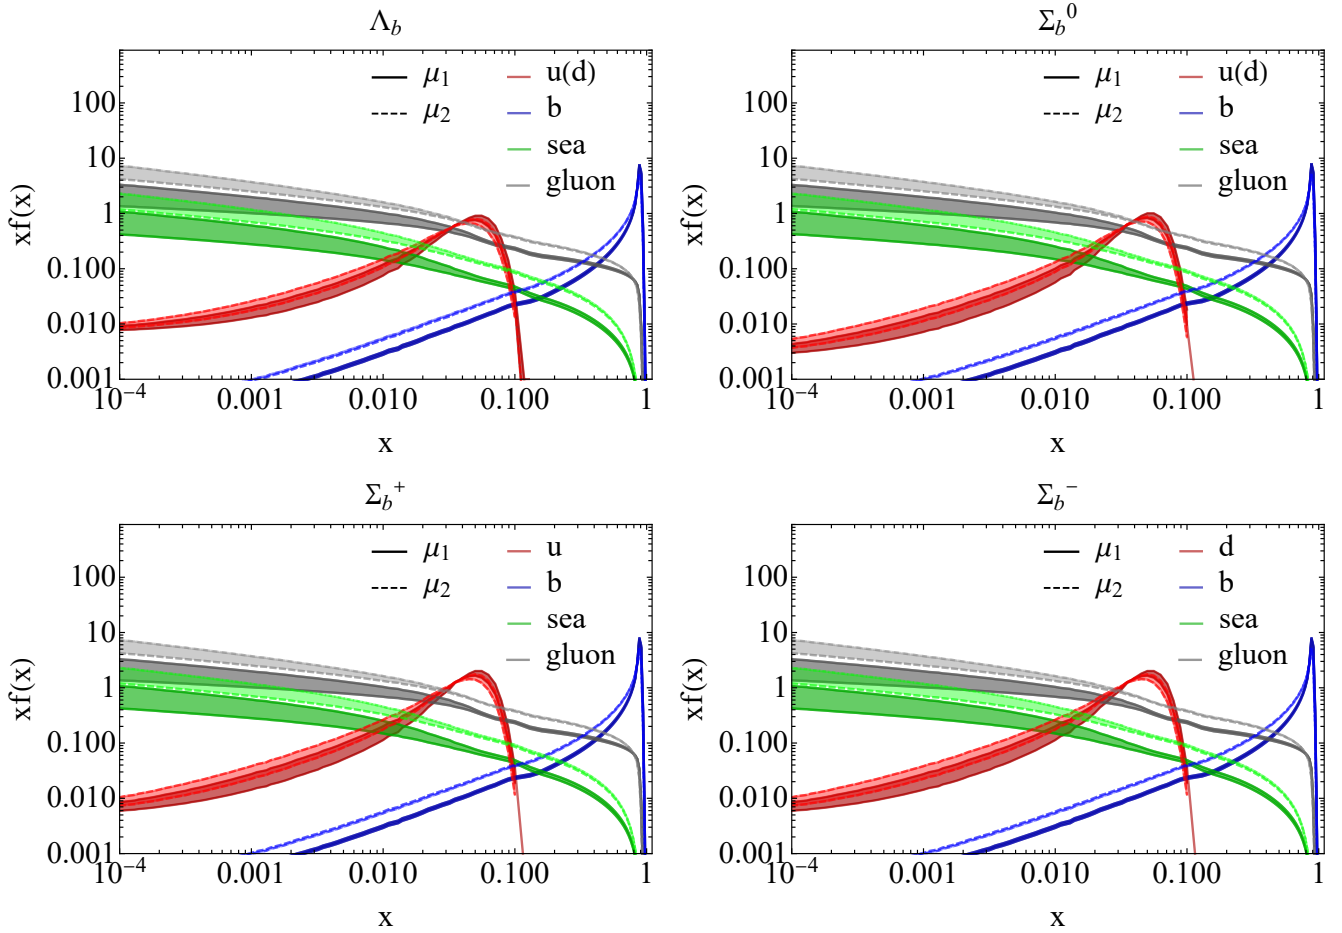 Λb
100
10
1
0.100
0.010
0.001
xf(x)
μ1
μ2
u(d)
b
sea
gluon
10−4
0.001
0.010
0.100
1
x
Σb0
100
10
1
0.100
0.010
0.001
xf(x)
μ1
μ2
u(d)
b
sea
gluon
10−4
0.001
0.010
0.100
1
x
Σb+
100
10
1
0.100
0.010
0.001
xf(x)
μ1
μ2
u
b
sea
gluon
10−4
0.001
0.010
0.100
1
x
Σb−
100
10
1
0.100
0.010
0.001
xf(x)
μ1
μ2
d
b
sea
gluon
10−4
0.001
0.010
0.100
1
x